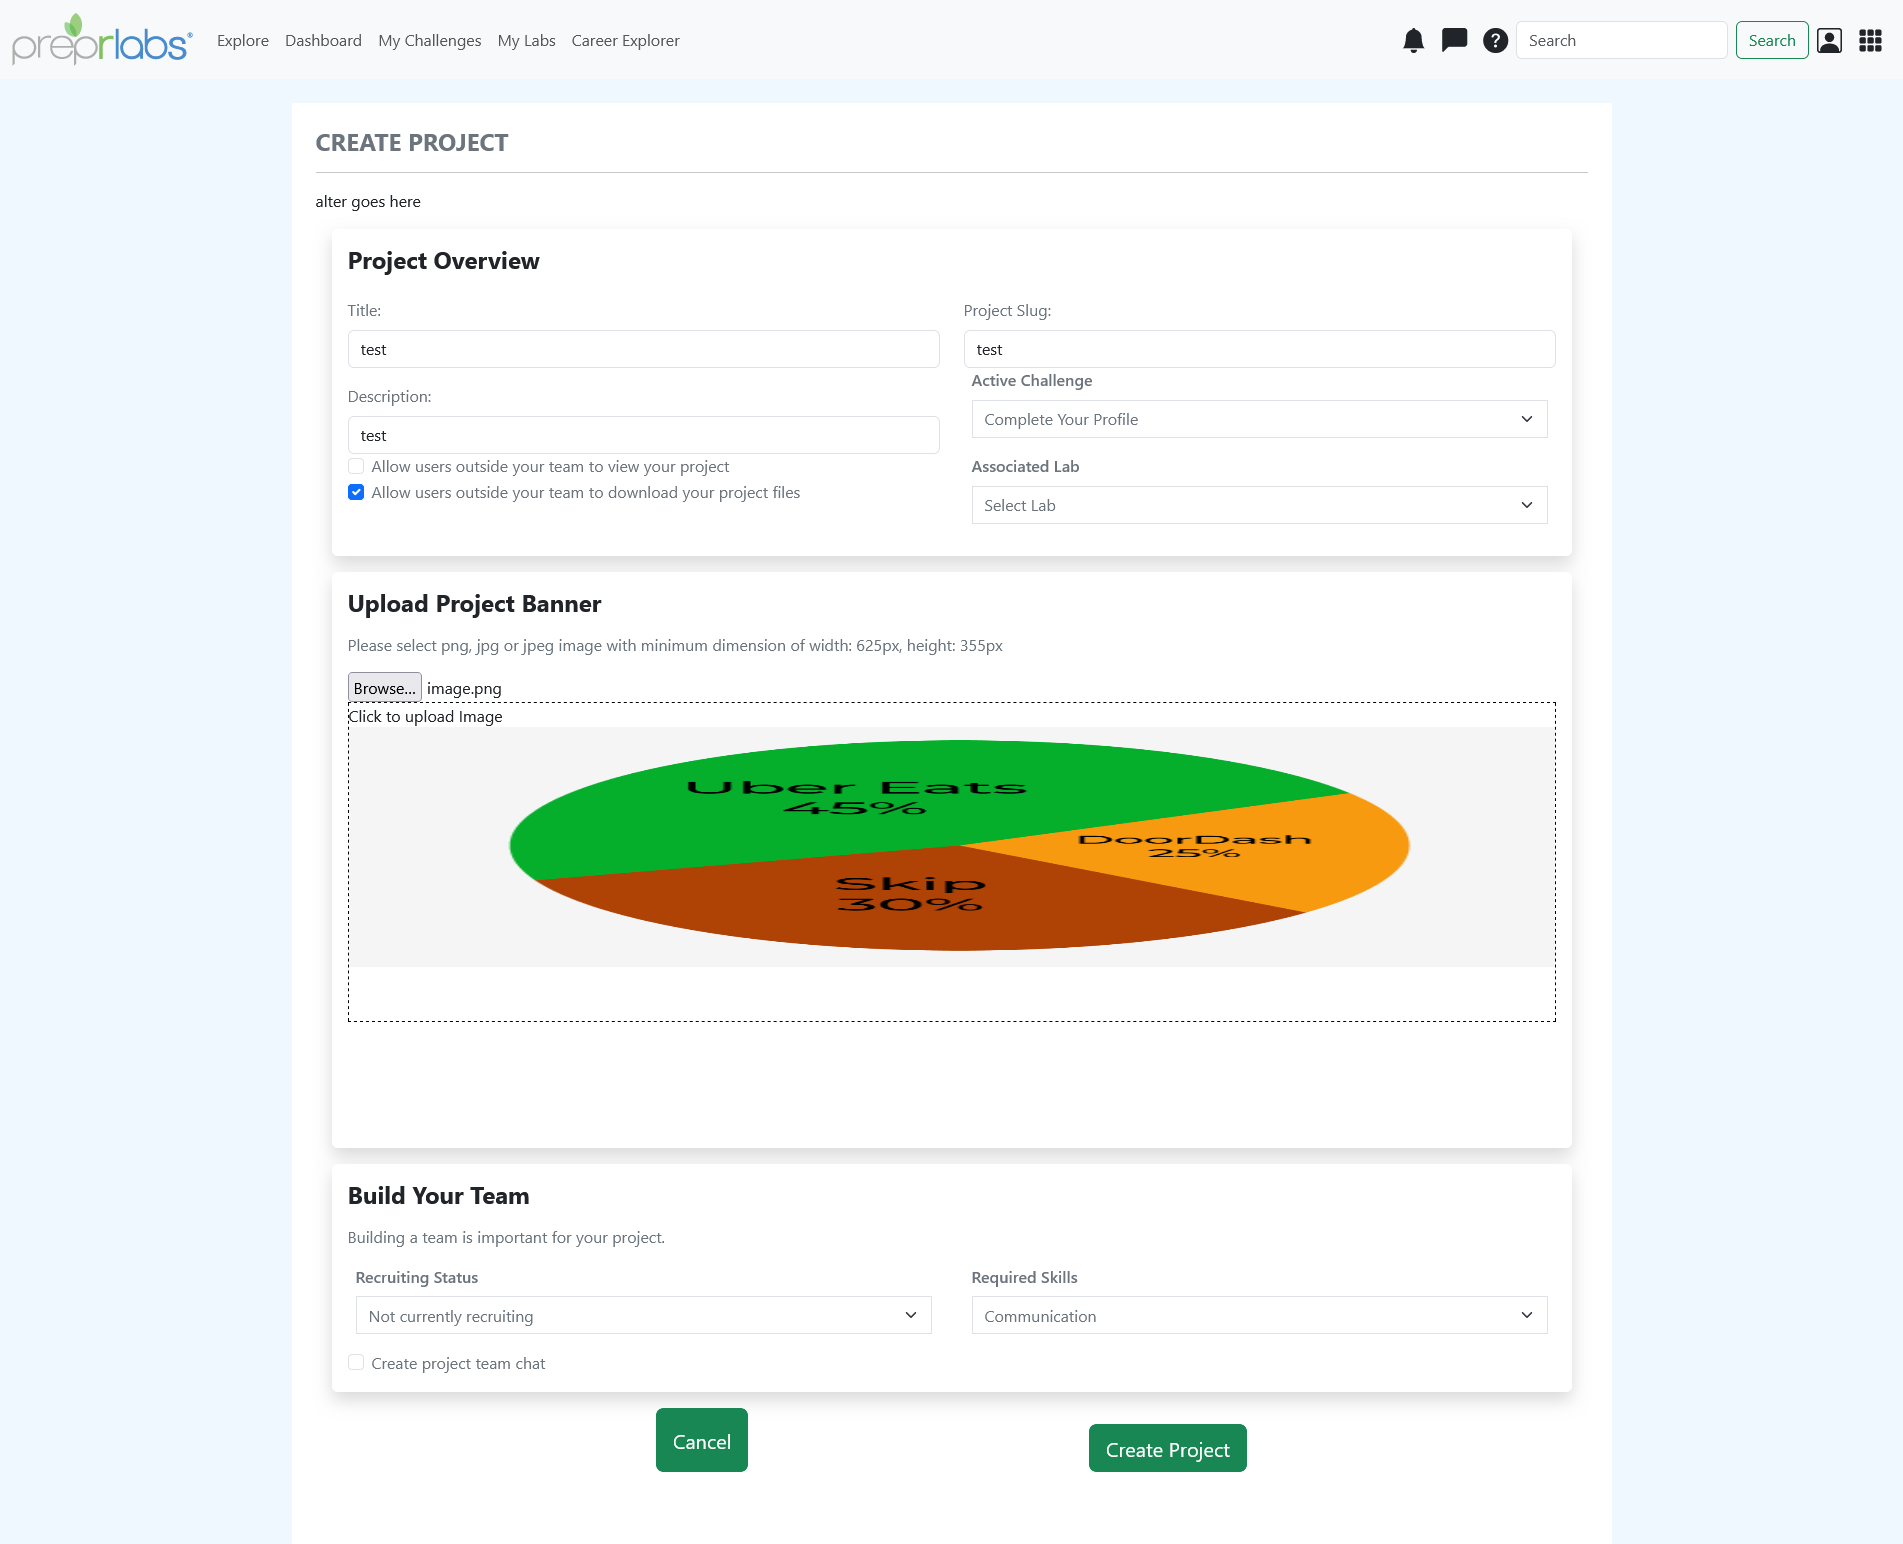 preprlabs®
Explore Dashboard My Challenges My Labs Career Explorer
Search
Search
CREATE PROJECT
alter goes here
Project Overview
Title:
test
Project Slug:
test
Description:
test
Active Challenge
Complete Your Profile
Allow users outside your team to view your project
Allow users outside your team to download your project files
Associated Lab
Select Lab
Upload Project Banner
Please select png, jpg or jpeg image with minimum dimension of width: 625px, height: 355px
Browse... image.png
Click to upload Image
Uber Eats
45%
DoorDash
25%
Skip
30%
Build Your Team
Building a team is important for your project.
Recruiting Status
Not currently recruiting
Required Skills
Communication
Create project team chat
Cancel
Create Project